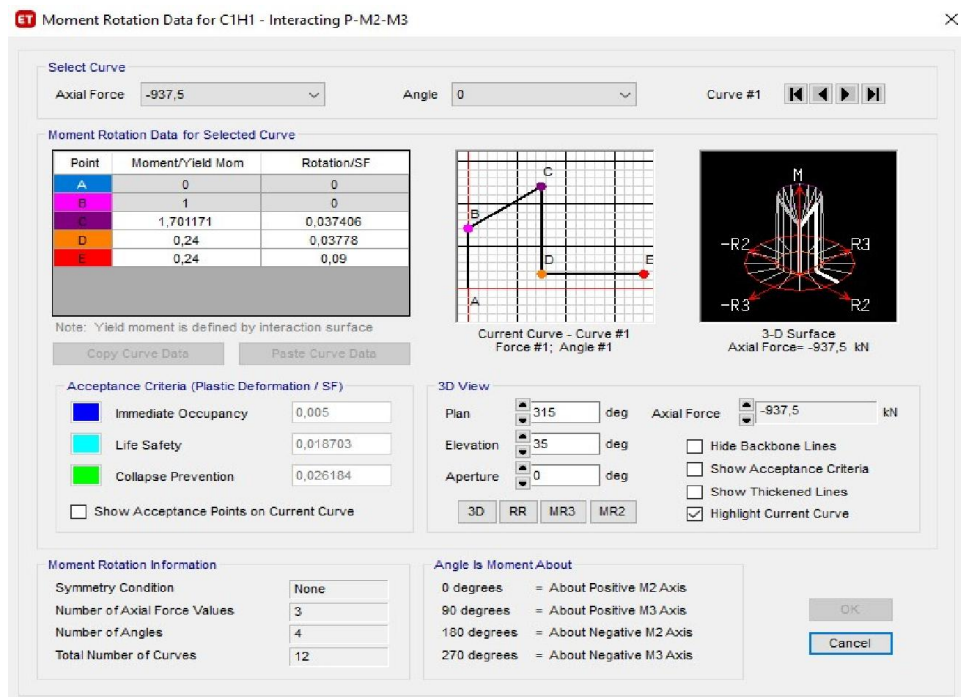 ET Moment Rotation Data for C1H1 - Interacting P-M2-M3
Select Curve
Axial Force -937,5 Angle 0 Curve #1
Moment Rotation Data for Selected Curve
Point Moment/Yield Mom Rotation/SF
A 0 0
B 1 0
C 1,701171 0,037406
D 0,24 0,03778
E 0,24 0,09
Note: Yield moment is defined by interaction surface
Copy Curve Data Paste Curve Data
A
B
C
D
E
Current Curve - Curve #1
Force #1; Angle #1
M
-R2 R3
-R3 R2
3-D Surface
Axial Force= -937,5 kN
Acceptance Criteria (Plastic Deformation / SF)
Immediate Occupancy 0,005
Life Safety 0,018703
Collapse Prevention 0,026184
Show Acceptance Points on Current Curve
3D View
Plan 315 deg Axial Force -937,5 kN
Elevation 35 deg
Aperture 0 deg
3D RR MR3 MR2
Hide Backbone Lines
Show Acceptance Criteria
Show Thickened Lines
Highlight Current Curve
Moment Rotation Information
Symmetry Condition None
Number of Axial Force Values 3
Number of Angles 4
Total Number of Curves 12
Angle Is Moment About
0 degrees = About Positive M2 Axis
90 degrees = About Positive M3 Axis
180 degrees = About Negative M2 Axis
270 degrees = About Negative M3 Axis
OK
Cancel